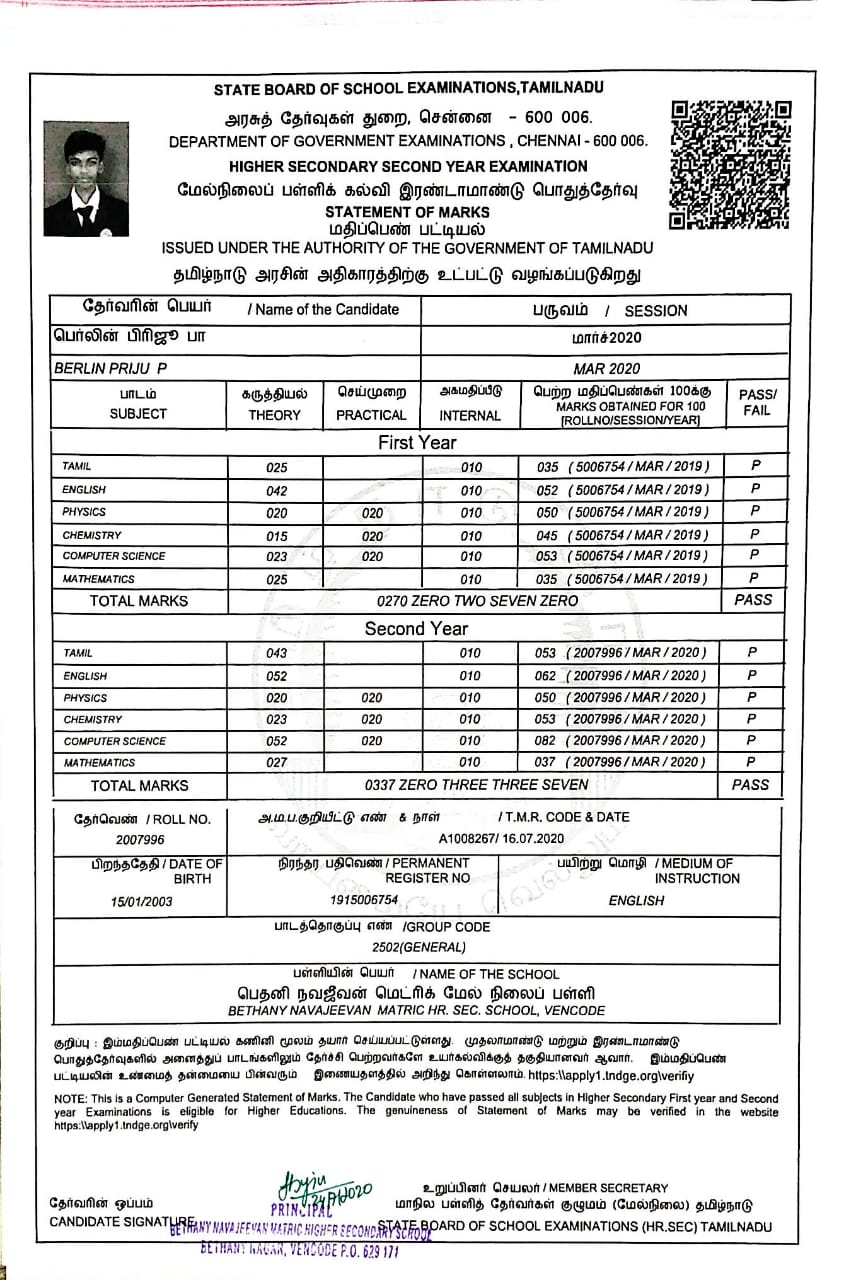 STATE BOARD OF SCHOOL EXAMINATIONS,TAMILNADU
அரசுத் தேர்வுகள் துறை, சென்னை - 600 006.
DEPARTMENT OF GOVERNMENT EXAMINATIONS , CHENNAI - 600 006.
HIGHER SECONDARY SECOND YEAR EXAMINATION
மேல்நிலைப் பள்ளிக் கல்வி இரண்டாமாண்டு பொதுத்தேர்வு
STATEMENT OF MARKS
மதிப்பெண் பட்டியல்
ISSUED UNDER THE AUTHORITY OF THE GOVERNMENT OF TAMILNADU
தமிழ்நாடு அரசின் அதிகாரத்திற்கு உட்பட்டு வழங்கப்படுகிறது
தேர்வரின் பெயர் / Name of the Candidate பருவம் / SESSION
பெர்லின் பிரிஜூ பா மார்ச்2020
BERLIN PRIJU P MAR 2020
பாடம் கருத்தியல் செய்முறை அகமதிப்பீடு பெற்ற மதிப்பெண்கள் 100க்கு PASS/
SUBJECT THEORY PRACTICAL INTERNAL MARKS OBTAINED FOR 100 FAIL
[ROLLNO/SESSION/YEAR]
First Year
TAMIL 025 010 035 ( 5006754 / MAR / 2019 ) P
ENGLISH 042 010 052 ( 5006754 / MAR / 2019 ) P
PHYSICS 020 020 010 050 ( 5006754 / MAR / 2019 ) P
CHEMISTRY 015 020 010 045 ( 5006754 / MAR / 2019 ) P
COMPUTER SCIENCE 023 020 010 053 ( 5006754 / MAR / 2019 ) P
MATHEMATICS 025 010 035 ( 5006754 / MAR / 2019 ) P
TOTAL MARKS 0270 ZERO TWO SEVEN ZERO PASS
Second Year
TAMIL 043 010 053 ( 2007996 / MAR / 2020 ) P
ENGLISH 052 010 062 ( 2007996 / MAR / 2020 ) P
PHYSICS 020 020 010 050 ( 2007996 / MAR / 2020 ) P
CHEMISTRY 023 020 010 053 ( 2007996 / MAR / 2020 ) P
COMPUTER SCIENCE 052 020 010 082 ( 2007996 / MAR / 2020 ) P
MATHEMATICS 027 010 037 ( 2007996 / MAR / 2020 ) P
TOTAL MARKS 0337 ZERO THREE THREE SEVEN PASS
தேர்வெண் / ROLL NO. அ.ம.ப.குறியீட்டு எண் & நாள் / T.M.R. CODE & DATE
2007996 A1008267/ 16.07.2020
பிறந்ததேதி / DATE OF BIRTH நிரந்தர பதிவெண் / PERMANENT REGISTER NO பயிற்று மொழி / MEDIUM OF INSTRUCTION
15/01/2003 1915006754 ENGLISH
பாடத்தொகுப்பு எண் /GROUP CODE
2502(GENERAL)
பள்ளியின் பெயர் / NAME OF THE SCHOOL
பெதனி நவஜீவன் மெட்ரிக் மேல் நிலைப் பள்ளி
BETHANY NAVAJEEVAN MATRIC HR. SEC. SCHOOL, VENCODE
குறிப்பு : இம்மதிப்பெண் பட்டியல் கணினி மூலம் தயார் செய்யப்பட்டுள்ளது. முதலாமாண்டு மற்றும் இரண்டாமாண்டு
பொதுத்தேர்வுகளில் அனைத்துப் பாடங்களிலும் தேர்ச்சி பெற்றவர்களே உயர்கல்விக்குத் தகுதியானவர் ஆவார். இம்மதிப்பெண்
பட்டியலின் உண்மைத் தன்மையை பின்வரும் இணையதளத்தில் அறிந்து கொள்ளலாம். https:\\apply1.tndge.org\verifiy
NOTE: This is a Computer Generated Statement of Marks. The Candidate who have passed all subjects in Higher Secondary First year and Second
year Examinations is eligible for Higher Educations. The genuineness of Statement of Marks may be verified in the website
https:\\apply1.tndge.org\verify
தேர்வரின் ஒப்பம் உறுப்பினர் செயலர் / MEMBER SECRETARY
CANDIDATE SIGNATURE மாநில பள்ளித் தேர்வுகள் குழுமம் (மேல்நிலை) தமிழ்நாடு
STATE BOARD OF SCHOOL EXAMINATIONS (HR.SEC) TAMILNADU
PRINCIPAL
BETHANY NAVAJEEVAN MATRIC HIGHER SECONDARY SCHOOL
BETHANY NAGAR, VENCODE P.O. 629 171